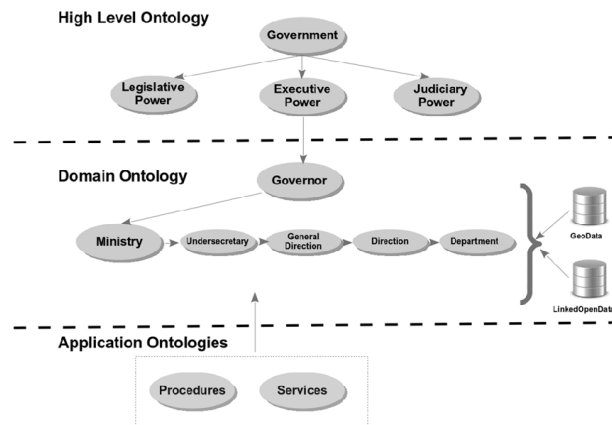 High Level Ontology
Government
Legislative
Power
Executive
Power
Judiciary
Power
Domain Ontology
Governor
Ministry
Undersecretary
General
Direction
Direction
Department
GeoData
LinkedOpenData
Application Ontologies
Procedures
Services